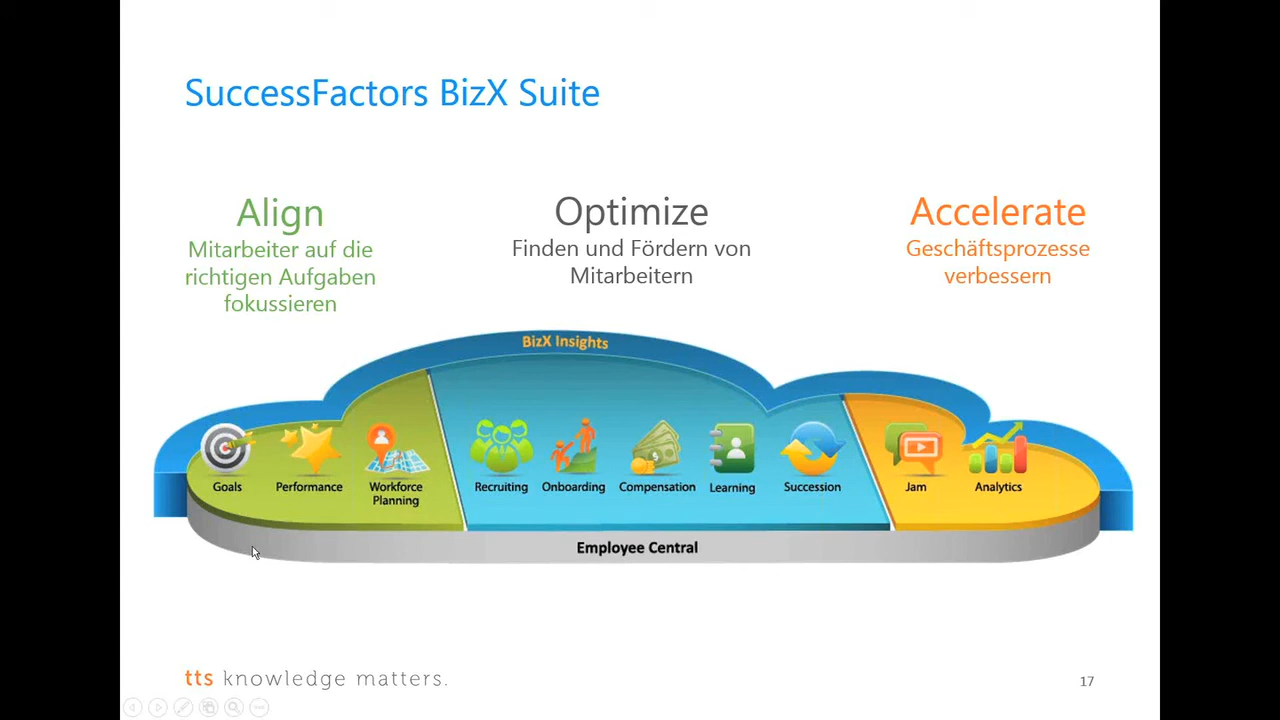 SuccessFactors BizX Suite
Align
Mitarbeiter auf die
richtigen Aufgaben
fokussieren
Optimize
Finden und Fördern von
Mitarbeitern
Accelerate
Geschäftsprozesse
verbessern
BizX Insights
Goals
Performance
Workforce
Planning
Recruiting
Onboarding
Compensation
Learning
Succession
Jam
Analytics
Employee Central
tts knowledge matters.
17